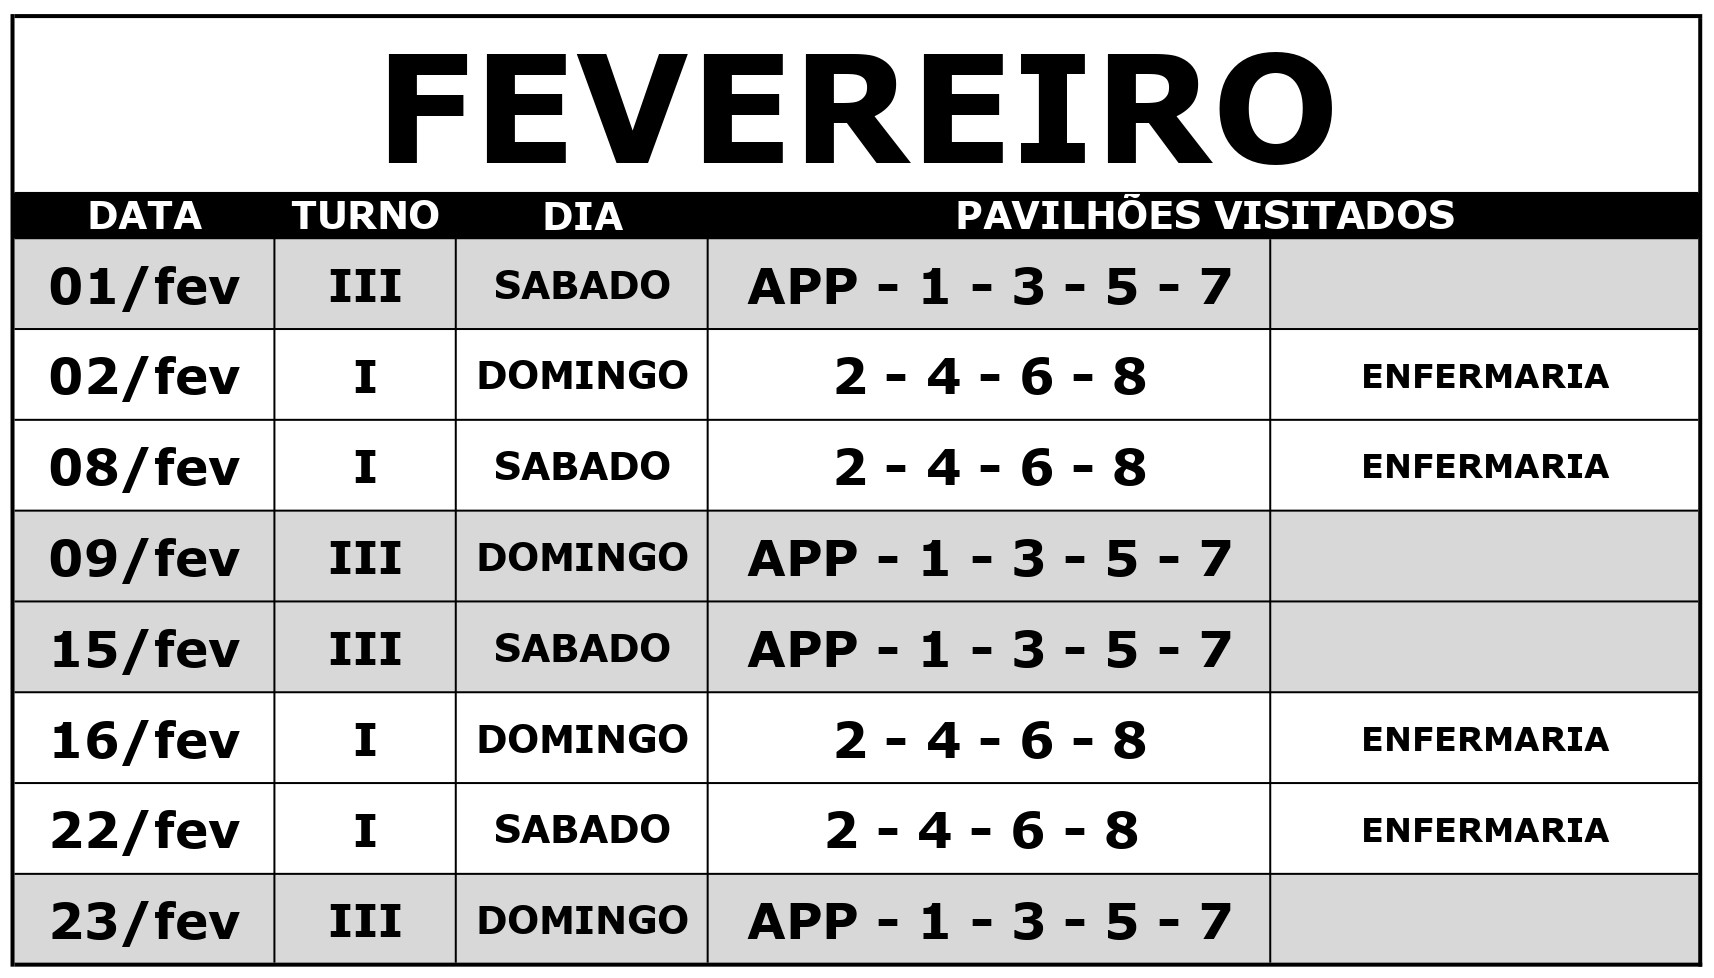 FEVEREIRO
DATA TURNO DIA PAVILHÕES VISITADOS
01/fev III SABADO APP - 1 - 3 - 5 - 7
02/fev I DOMINGO 2 - 4 - 6 - 8 ENFERMARIA
08/fev I SABADO 2 - 4 - 6 - 8 ENFERMARIA
09/fev III DOMINGO APP - 1 - 3 - 5 - 7
15/fev III SABADO APP - 1 - 3 - 5 - 7
16/fev I DOMINGO 2 - 4 - 6 - 8 ENFERMARIA
22/fev I SABADO 2 - 4 - 6 - 8 ENFERMARIA
23/fev III DOMINGO APP - 1 - 3 - 5 - 7